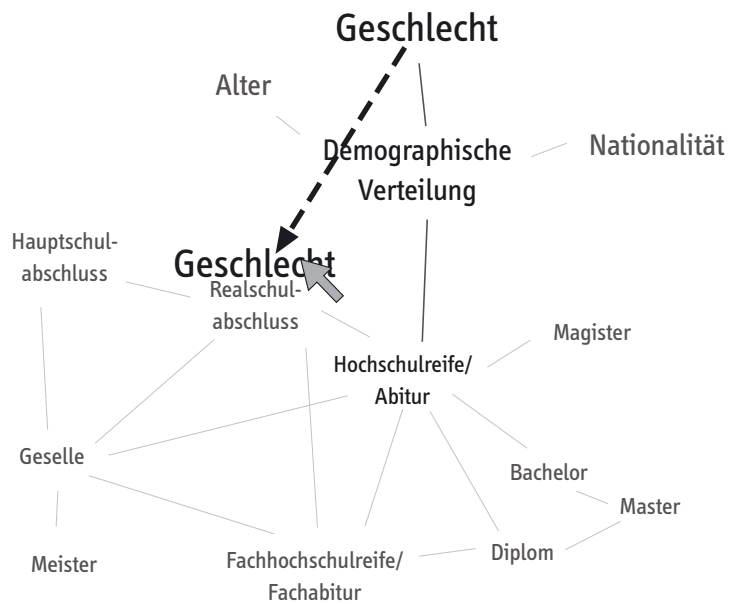 Geschlecht
Alter
Demographische
Verteilung
Nationalität
Hauptschul-
abschluss
Geschlecht
Realschul-
abschluss
Magister
Hochschulreife/
Abitur
Geselle
Bachelor
Master
Meister
Fachhochschulreife/
Fachabitur
Diplom